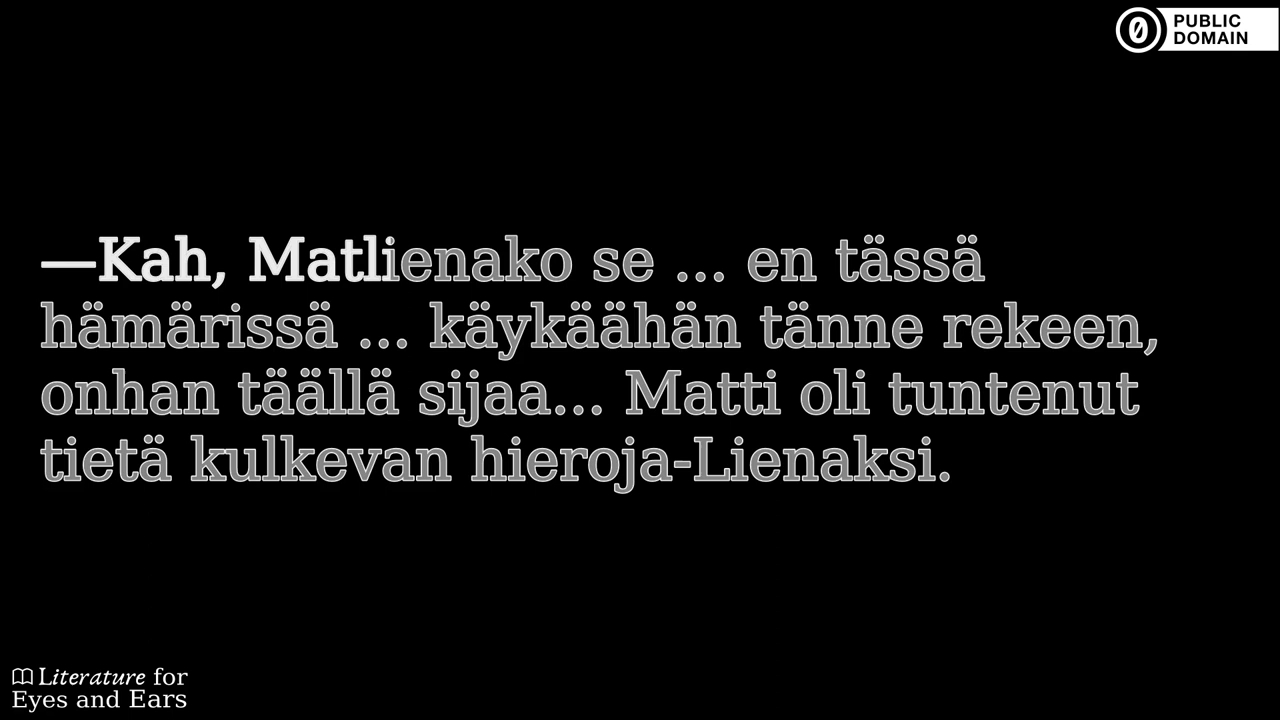 PUBLIC
DOMAIN
—Kah, Matlienako se ... en tässä
hämärissä ... käykäähän tänne rekeen,
onhan täällä sijaa... Matti oli tuntenut
tietä kulkevan hieroja-Lienaksi.
Literature for
Eyes and Ears